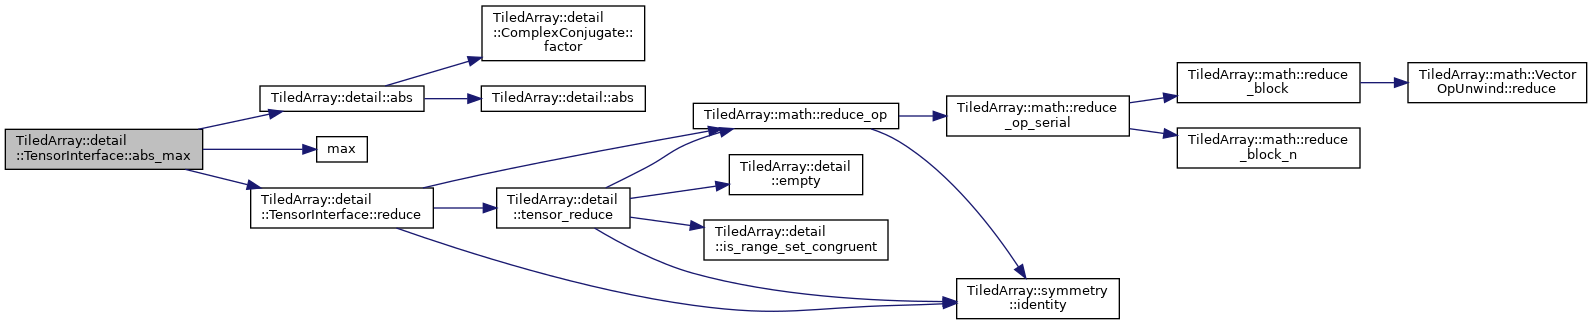 TiledArray::detail
::TensorInterface::abs_max
TiledArray::detail::abs
max
TiledArray::detail
::TensorInterface::reduce
TiledArray::detail
::ComplexConjugate::
factor
TiledArray::detail::abs
TiledArray::detail
::tensor_reduce
TiledArray::math::reduce_op
TiledArray::detail
::empty
TiledArray::detail
::is_range_set_congruent
TiledArray::math::reduce
_op_serial
TiledArray::symmetry
::identity
TiledArray::math::reduce
_block
TiledArray::math::reduce
_block_n
TiledArray::math::Vector
OpUnwind::reduce